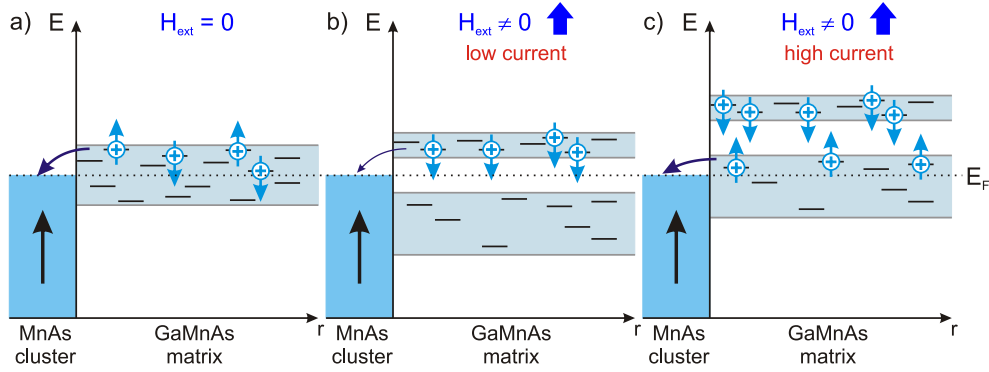 a)
E
H_ext = 0
MnAs
cluster
GaMnAs
matrix
r
b)
E
H_ext ≠ 0
low current
MnAs
cluster
GaMnAs
matrix
r
c)
E
H_ext ≠ 0
high current
E_F
MnAs
cluster
GaMnAs
matrix
r